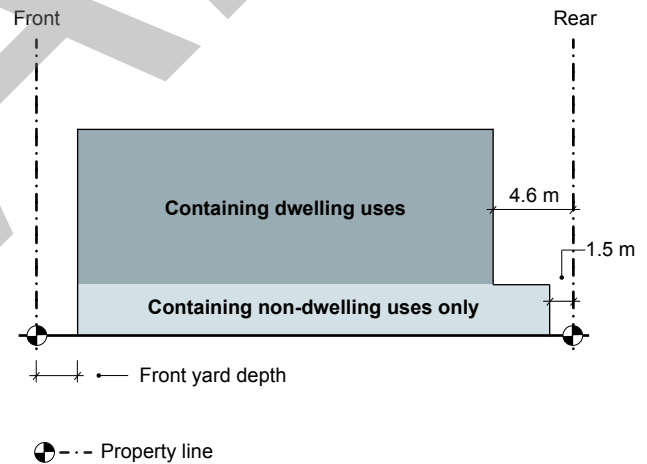 Front
Rear
4.6 m
Containing dwelling uses
1.5 m
Containing non-dwelling uses only
Front yard depth
Property line